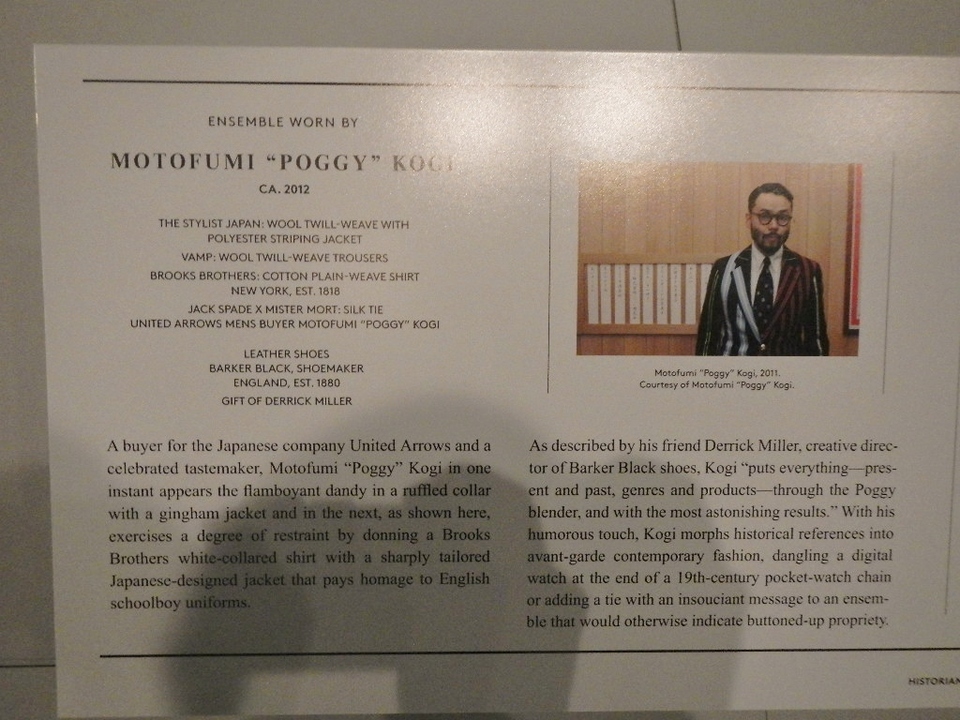 ENSEMBLE WORN BY
MOTOFUMI “POGGY” KOGI
CA. 2012
THE STYLIST JAPAN: WOOL TWILL-WEAVE WITH
POLYESTER STRIPING JACKET
VAMP: WOOL TWILL-WEAVE TROUSERS
BROOKS BROTHERS: COTTON PLAIN-WEAVE SHIRT
NEW YORK, EST. 1818
JACK SPADE X MISTER MORT: SILK TIE
UNITED ARROWS MENS BUYER MOTOFUMI “POGGY” KOGI
LEATHER SHOES
BARKER BLACK, SHOEMAKER
ENGLAND, EST. 1880
GIFT OF DERRICK MILLER
Motofumi “Poggy” Kogi, 2011.
Courtesy of Motofumi “Poggy” Kogi.
A buyer for the Japanese company United Arrows and a
celebrated tastemaker, Motofumi “Poggy” Kogi in one
instant appears the flamboyant dandy in a ruffled collar
with a gingham jacket and in the next, as shown here,
exercises a degree of restraint by donning a Brooks
Brothers white-collared shirt with a sharply tailored
Japanese-designed jacket that pays homage to English
schoolboy uniforms.
As described by his friend Derrick Miller, creative direc-
tor of Barker Black shoes, Kogi “puts everything—pres-
ent and past, genres and products—through the Poggy
blender, and with the most astonishing results.” With his
humorous touch, Kogi morphs historical references into
avant-garde contemporary fashion, dangling a digital
watch at the end of a 19th-century pocket-watch chain
or adding a tie with an insouciant message to an ensem-
ble that would otherwise indicate buttoned-up propriety.
HISTORIAN